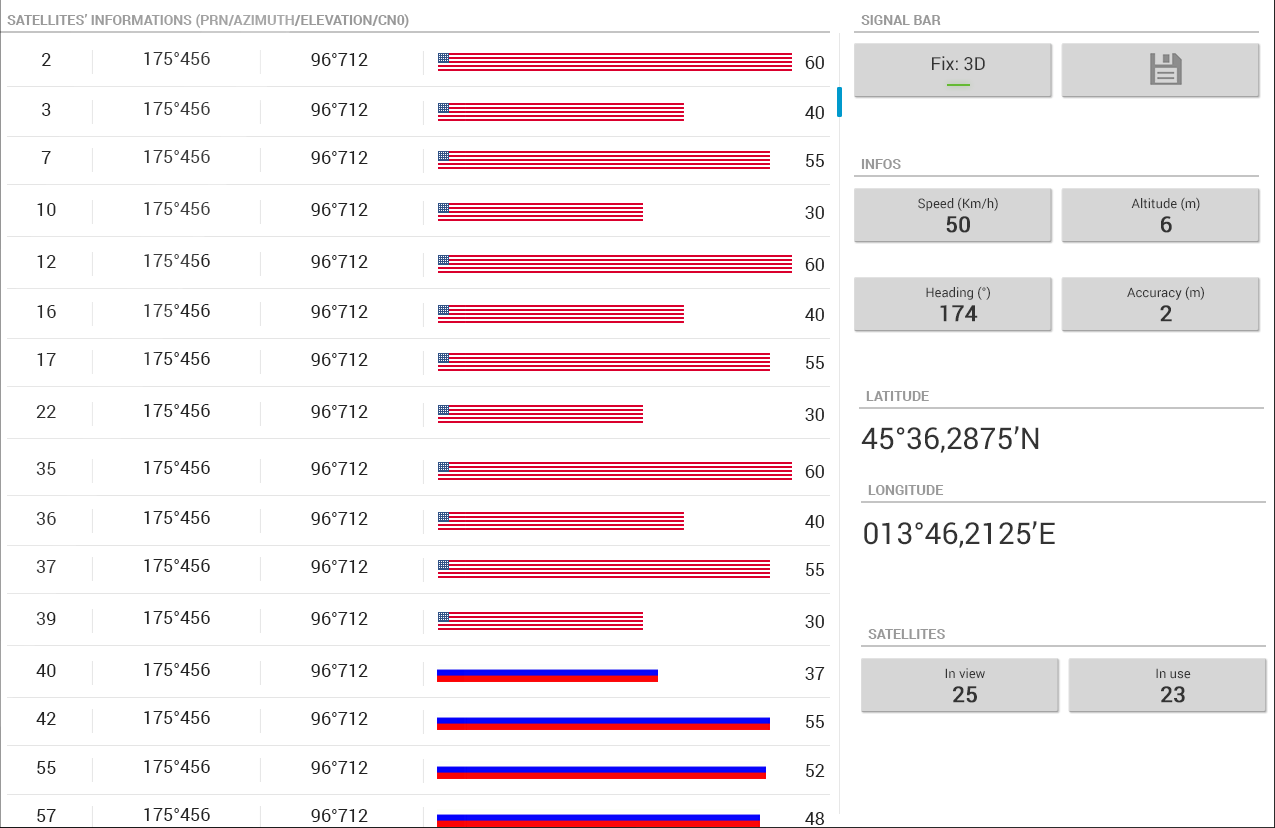 SATELLITES’ INFORMATIONS (PRN/AZIMUTH/ELEVATION/CN0)
2 175°456 96°712 60
3 175°456 96°712 40
7 175°456 96°712 55
10 175°456 96°712 30
12 175°456 96°712 60
16 175°456 96°712 40
17 175°456 96°712 55
22 175°456 96°712 30
35 175°456 96°712 60
36 175°456 96°712 40
37 175°456 96°712 55
39 175°456 96°712 30
40 175°456 96°712 37
42 175°456 96°712 55
55 175°456 96°712 52
57 175°456 96°712 48
SIGNAL BAR
Fix: 3D
INFOS
Speed (Km/h)
50
Altitude (m)
6
Heading (°)
174
Accuracy (m)
2
LATITUDE
45°36,2875’N
LONGITUDE
013°46,2125’E
SATELLITES
In view
25
In use
23